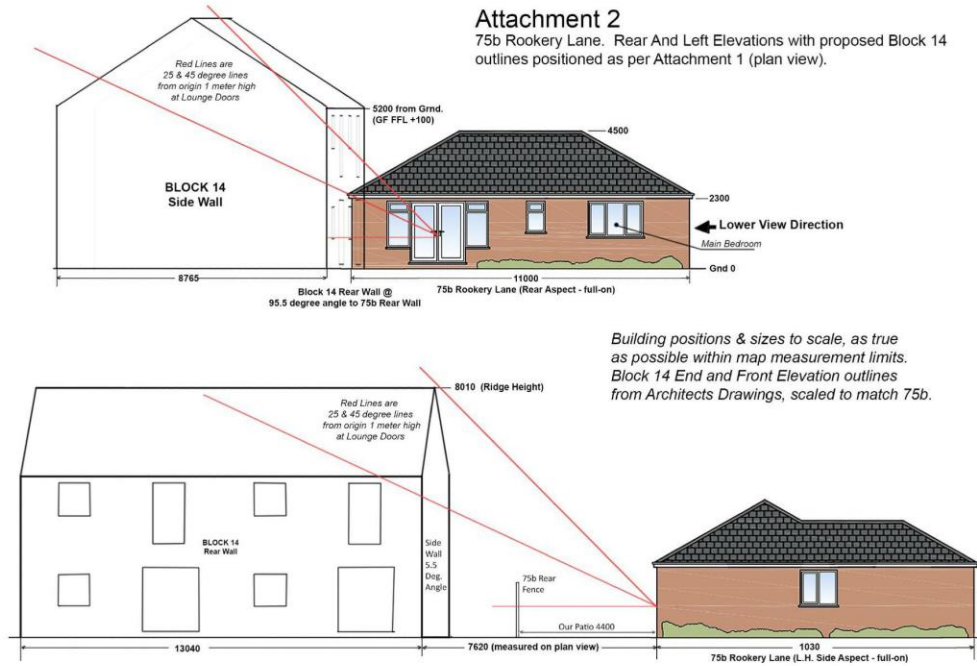 Attachment 2
75b Rookery Lane. Rear And Left Elevations with proposed Block 14
outlines positioned as per Attachment 1 (plan view).
Red Lines are
25 & 45 degree lines
from origin 1 meter high
at Lounge Doors
5200 from Grnd.
(GF FFL +100)
4500
BLOCK 14
Side Wall
2300
Lower View Direction
Main Bedroom
Gnd 0
8765
11000
Block 14 Rear Wall @
95.5 degree angle to 75b Rear Wall
75b Rookery Lane (Rear Aspect - full-on)
Building positions & sizes to scale, as true
as possible within map measurement limits.
Block 14 End and Front Elevation outlines
from Architects Drawings, scaled to match 75b.
8010 (Ridge Height)
Red Lines are
25 & 45 degree lines
from origin 1 meter high
at Lounge Doors
BLOCK 14
Rear Wall
Side
Wall
5.5
Deg.
Angle
75b Rear
Fence
Our Patio 4400
13040
7620 (measured on plan view)
1030
75b Rookery Lane (L.H. Side Aspect - full-on)